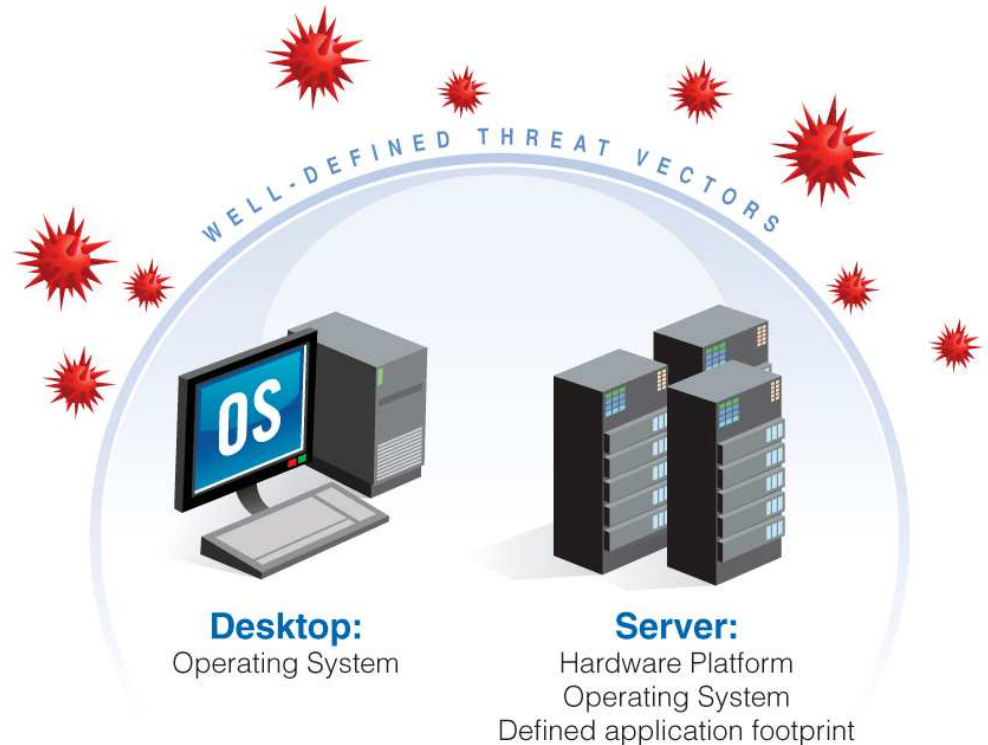 WELL-DEFINED THREAT VECTORS
OS
Desktop:
Operating System
Server:
Hardware Platform
Operating System
Defined application footprint